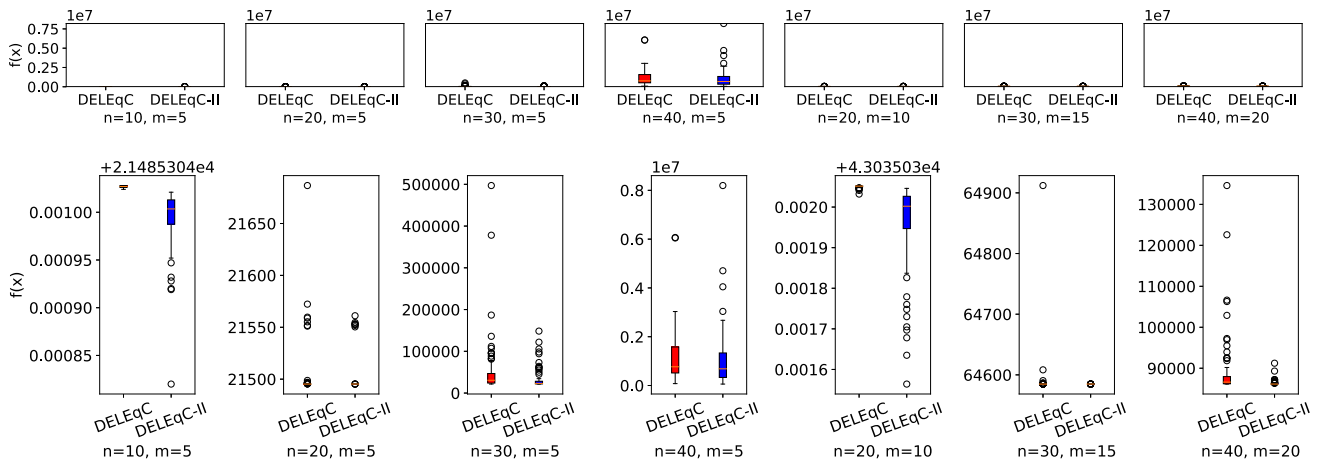 1e7 1e7 1e7 1e7 1e7 1e7 1e7
f(x)
0.75
0.50
0.25
0.00
DELEqC DELEqC-II DELEqC DELEqC-II DELEqC DELEqC-II DELEqC DELEqC-II DELEqC DELEqC-II DELEqC DELEqC-II DELEqC DELEqC-II
n=10, m=5 n=20, m=5 n=30, m=5 n=40, m=5 n=20, m=10 n=30, m=15 n=40, m=20
f(x)
+2.1485304e4
0.00100
0.00095
0.00090
0.00085
DELEqC DELEqC-II
n=10, m=5
21650
21600
21550
21500
DELEqC DELEqC-II
n=20, m=5
500000
400000
300000
200000
100000
0
DELEqC DELEqC-II
n=30, m=5
1e7
0.8
0.6
0.4
0.2
0.0
DELEqC DELEqC-II
n=40, m=5
+4.303503e4
0.0020
0.0019
0.0018
0.0017
0.0016
DELEqC DELEqC-II
n=20, m=10
64900
64800
64700
64600
DELEqC DELEqC-II
n=30, m=15
130000
120000
110000
100000
90000
DELEqC DELEqC-II
n=40, m=20